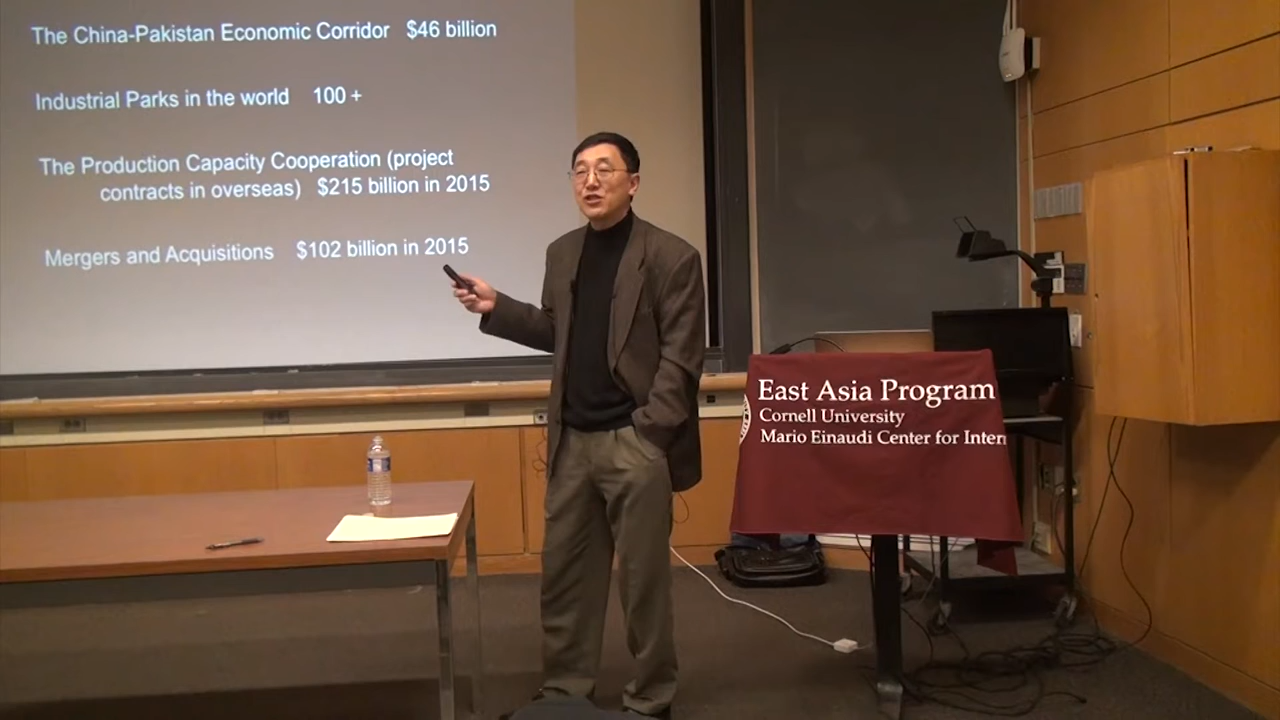 The China-Pakistan Economic Corridor $46 billion
Industrial Parks in the world 100 +
The Production Capacity Cooperation (project
contracts in overseas) $215 billion in 2015
Mergers and Acquisitions $102 billion in 2015
East Asia Program
Cornell University
Mario Einaudi Center for Inter